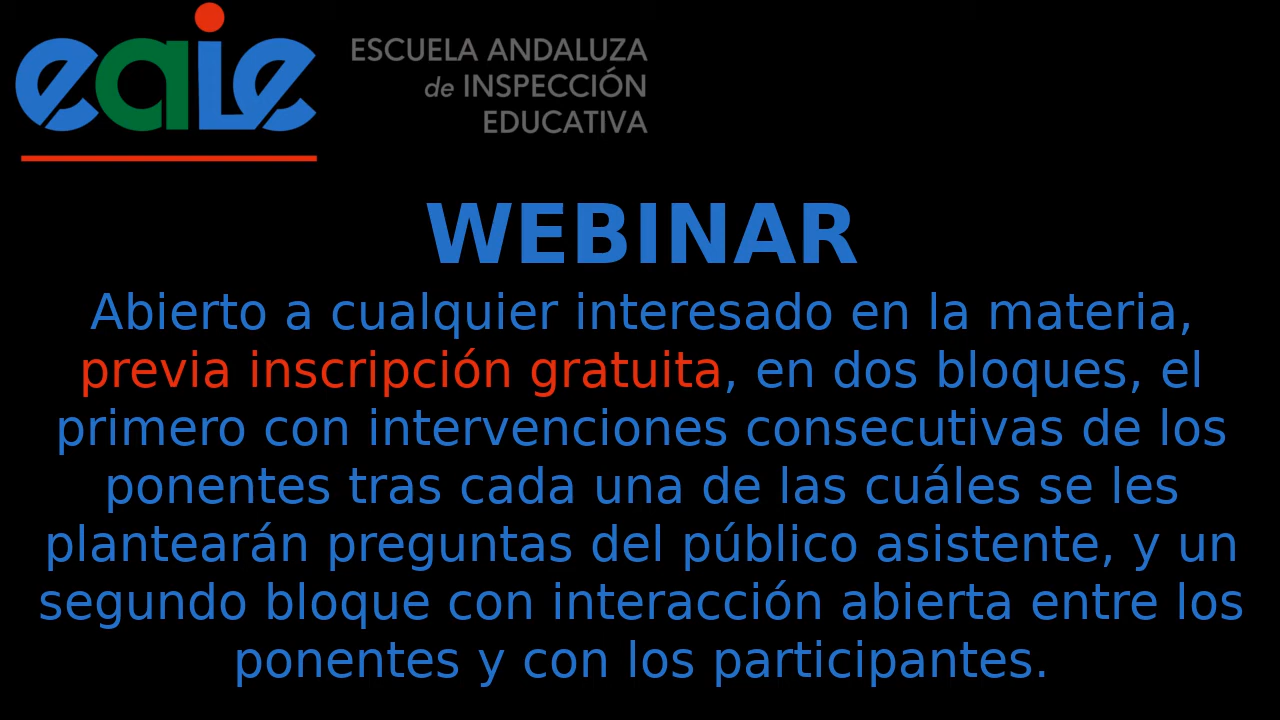 eaie
ESCUELA ANDALUZA
de INSPECCIÓN
EDUCATIVA
WEBINAR
Abierto a cualquier interesado en la materia,
previa inscripción gratuita, en dos bloques, el
primero con intervenciones consecutivas de los
ponentes tras cada una de las cuáles se les
plantearán preguntas del público asistente, y un
segundo bloque con interacción abierta entre los
ponentes y con los participantes.